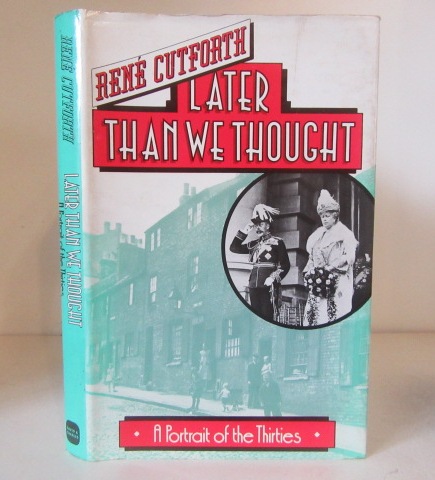 RENÉ CUTFORTH
LATER
THAN WE THOUGHT
A Portrait of the Thirties
RENÉ CUTFORTH
LATER THAN WE THOUGHT
A Portrait of the Thirties